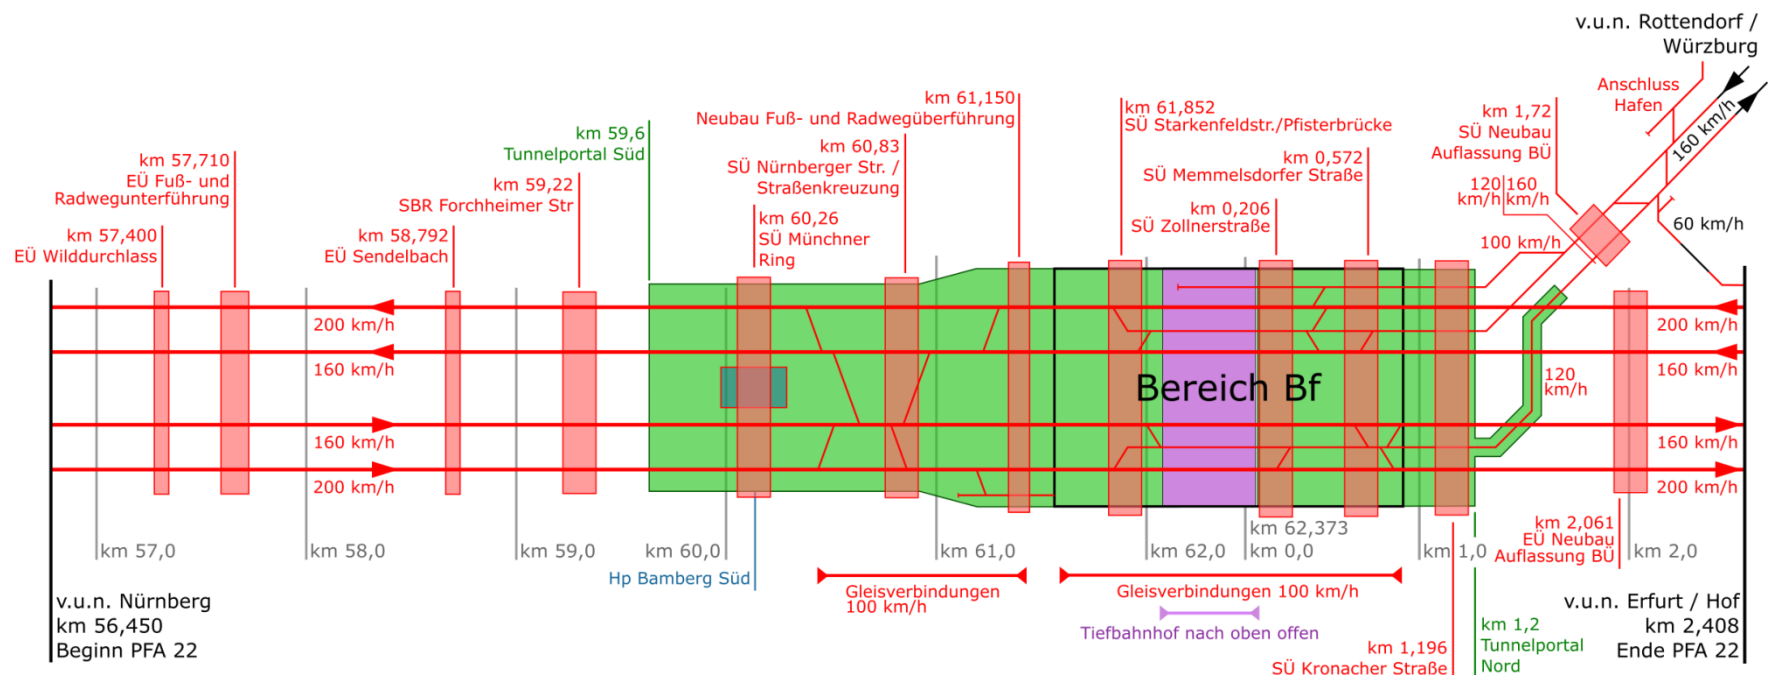 v.u.n. Rottendorf /
Würzburg
Anschluss
Hafen
160 km/h
km 1,72
SÜ Neubau
Auflassung BÜ
km 61,150
Neubau Fuß- und Radwegüberführung
km 61,852
SÜ Starkenfeldstr./Pfisterbrücke
km 59,6
Tunnelportal Süd
km 60,83
SÜ Nürnberger Str. /
Straßenkreuzung
km 0,572
SÜ Memmelsdorfer Straße
km 57,710
EÜ Fuß- und
Radwegunterführung
km 59,22
SBR Forchheimer Str
120 160
km/h km/h
km 60,26
SÜ Münchner
Ring
km 0,206
SÜ Zollnerstraße
60 km/h
km 57,400
EÜ Wilddurchlass
km 58,792
EÜ Sendelbach
100 km/h
200 km/h
200 km/h
160 km/h
160 km/h
Bereich Bf
120
km/h
160 km/h
160 km/h
200 km/h
200 km/h
km 57,0
km 58,0
km 59,0
km 60,0
km 61,0
km 62,0
km 62,373
km 0,0
km 1,0
km 2,061
EÜ Neubau
Auflassung BÜ
km 2,0
Hp Bamberg Süd
Gleisverbindungen
100 km/h
Gleisverbindungen 100 km/h
Tiefbahnhof nach oben offen
v.u.n. Nürnberg
km 56,450
Beginn PFA 22
km 1,196
SÜ Kronacher Straße
km 1,2
Tunnelportal
Nord
v.u.n. Erfurt / Hof
km 2,408
Ende PFA 22